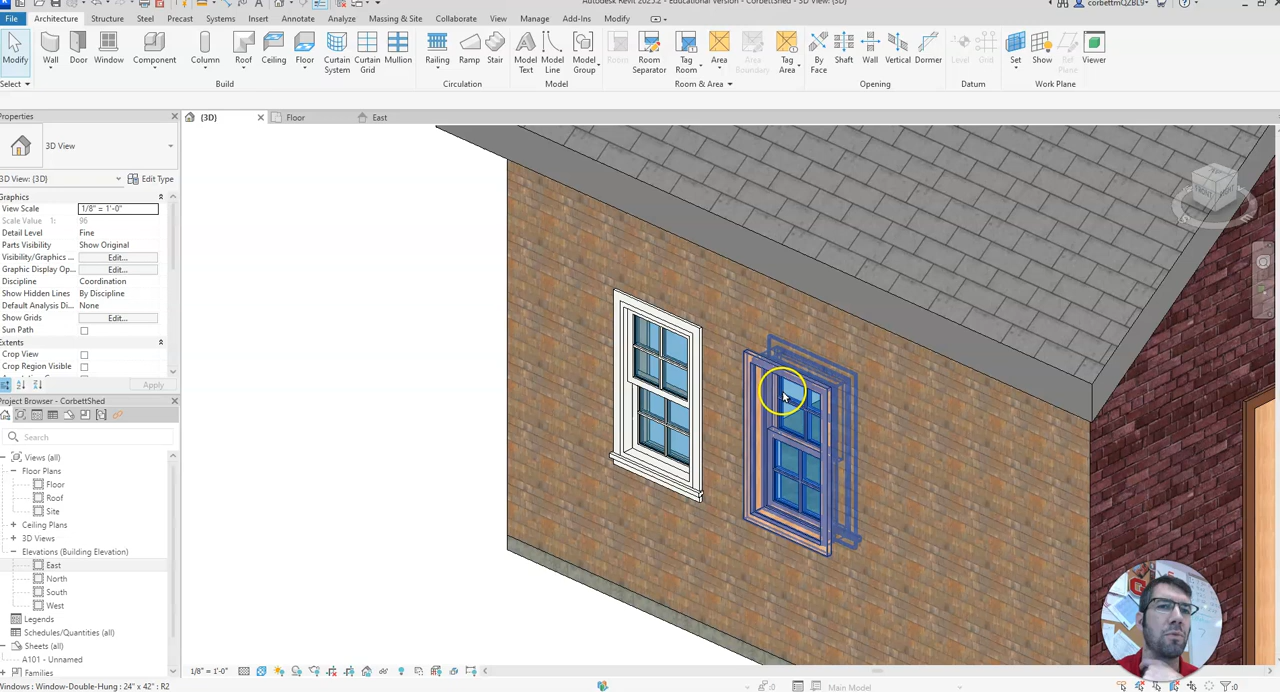 Autodesk Revit 2025.2 - Educational Version - CorbettShed - 3D View: {3D}
corbettmQZBL9
File Architecture Structure Steel Precast Systems Insert Annotate Analyze Massing & Site Collaborate View Manage Add-Ins Modify
Modify Wall Door Window Component Column Roof Ceiling Floor Curtain System Curtain Grid Mullion Railing Ramp Stair Model Text Model Line Model Group Room Room Separator Tag Room Area Area Boundary Tag Area By Face Shaft Wall Vertical Dormer Level Grid Set Show Ref Plane Viewer
Select Build Circulation Model Room & Area Opening Datum Work Plane
Properties
{3D} Floor East
3D View
3D View: {3D} Edit Type
Graphics
View Scale 1/8" = 1'-0"
Scale Value 1: 96
Detail Level Fine
Parts Visibility Show Original
Visibility/Graphics ... Edit...
Graphic Display Op... Edit...
Discipline Coordination
Show Hidden Lines By Discipline
Default Analysis Di... None
Show Grids Edit...
Sun Path
Extents
Crop View
Crop Region Visible
Apply
Project Browser - CorbettShed
Search
Views (all)
Floor Plans
Floor
Roof
Site
Ceiling Plans
3D Views
Elevations (Building Elevation)
East
North
South
West
Legends
Schedules/Quantities (all)
Sheets (all)
A101 - Unnamed
Families
1/8" = 1'-0"
Windows : Window-Double-Hung : 24" x 42" : R2
:0 Main Model :0